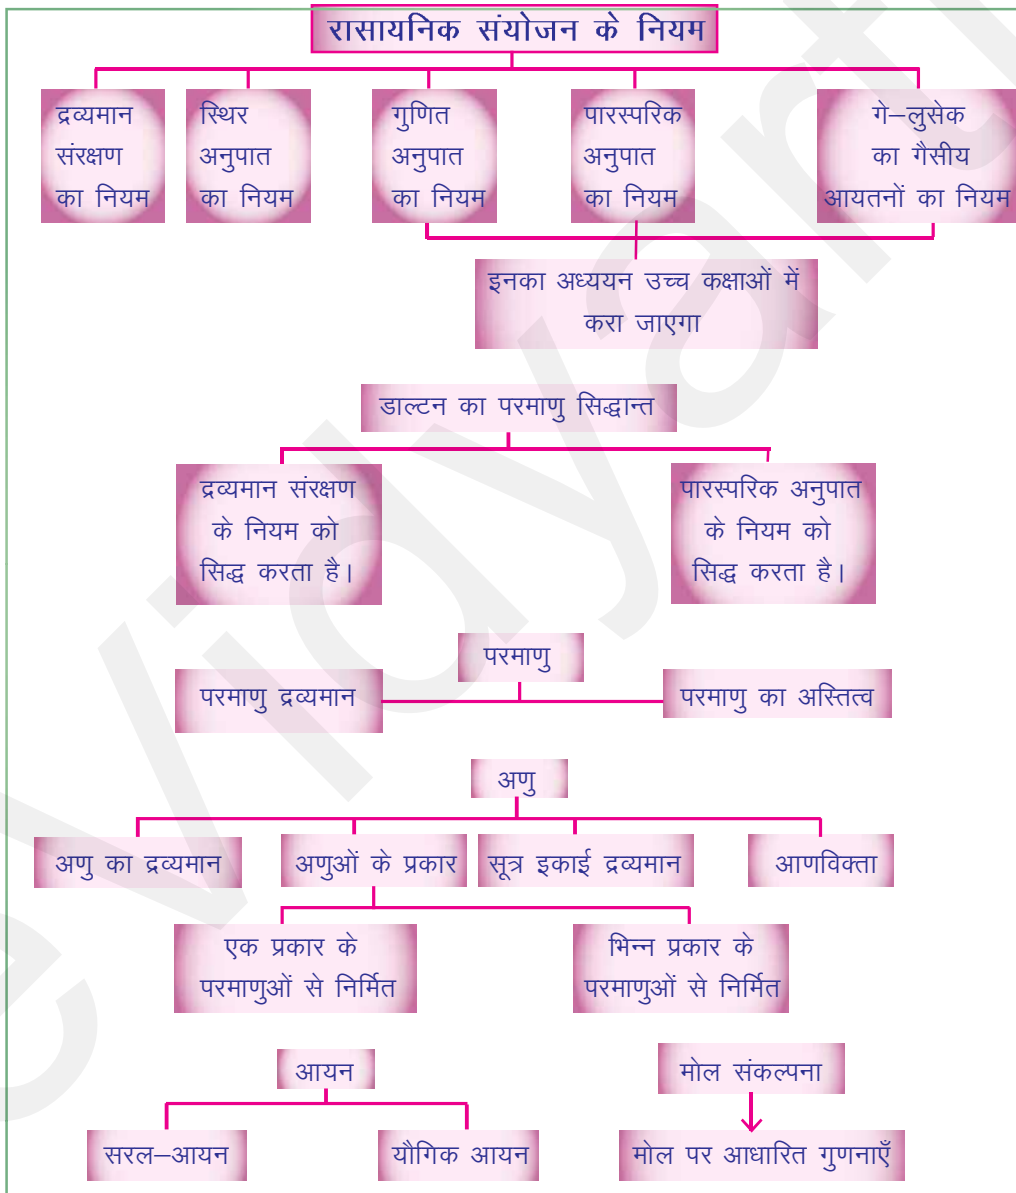 रासायनिक संयोजन के नियम
द्रव्यमान
संरक्षण
का नियम
स्थिर
अनुपात
का नियम
गुणित
अनुपात
का नियम
पारस्परिक
अनुपात
का नियम
गे–लुसेक
का गैसीय
आयतनों का नियम
इनका अध्ययन उच्च कक्षाओं में
करा जाएगा
डाल्टन का परमाणु सिद्धान्त
द्रव्यमान संरक्षण
के नियम को
सिद्ध करता है।
पारस्परिक अनुपात
के नियम को
सिद्ध करता है।
परमाणु
परमाणु द्रव्यमान
परमाणु का अस्तित्व
अणु
अणु का द्रव्यमान
अणुओं के प्रकार
सूत्र इकाई द्रव्यमान
आणविक्ता
एक प्रकार के
परमाणुओं से निर्मित
भिन्न प्रकार के
परमाणुओं से निर्मित
आयन
सरल–आयन
यौगिक आयन
मोल संकल्पना
मोल पर आधारित गुणनाएँ
eVidyarti